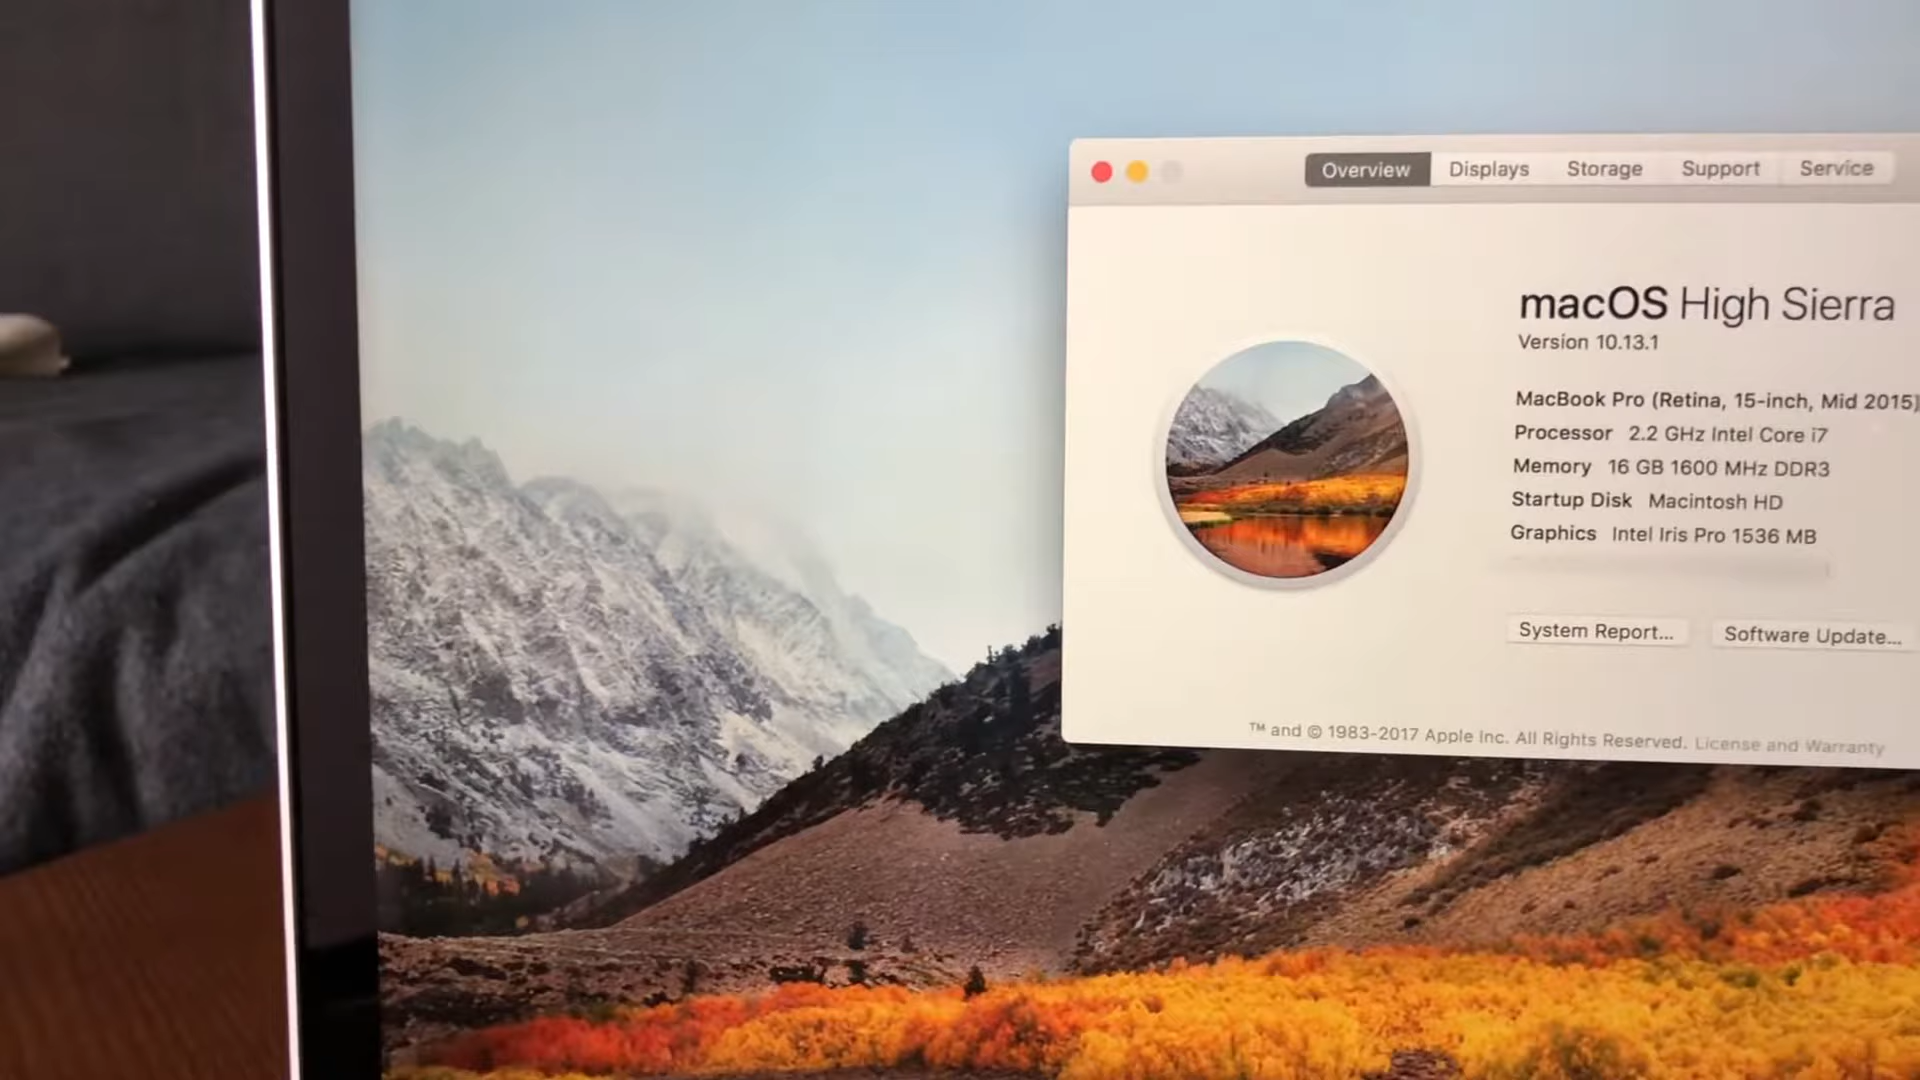 Overview Displays Storage Support Service
macOS High Sierra
Version 10.13.1
MacBook Pro (Retina, 15-inch, Mid 2015)
Processor 2.2 GHz Intel Core i7
Memory 16 GB 1600 MHz DDR3
Startup Disk Macintosh HD
Graphics Intel Iris Pro 1536 MB
System Report... Software Update...
™ and © 1983-2017 Apple Inc. All Rights Reserved. License and Warranty